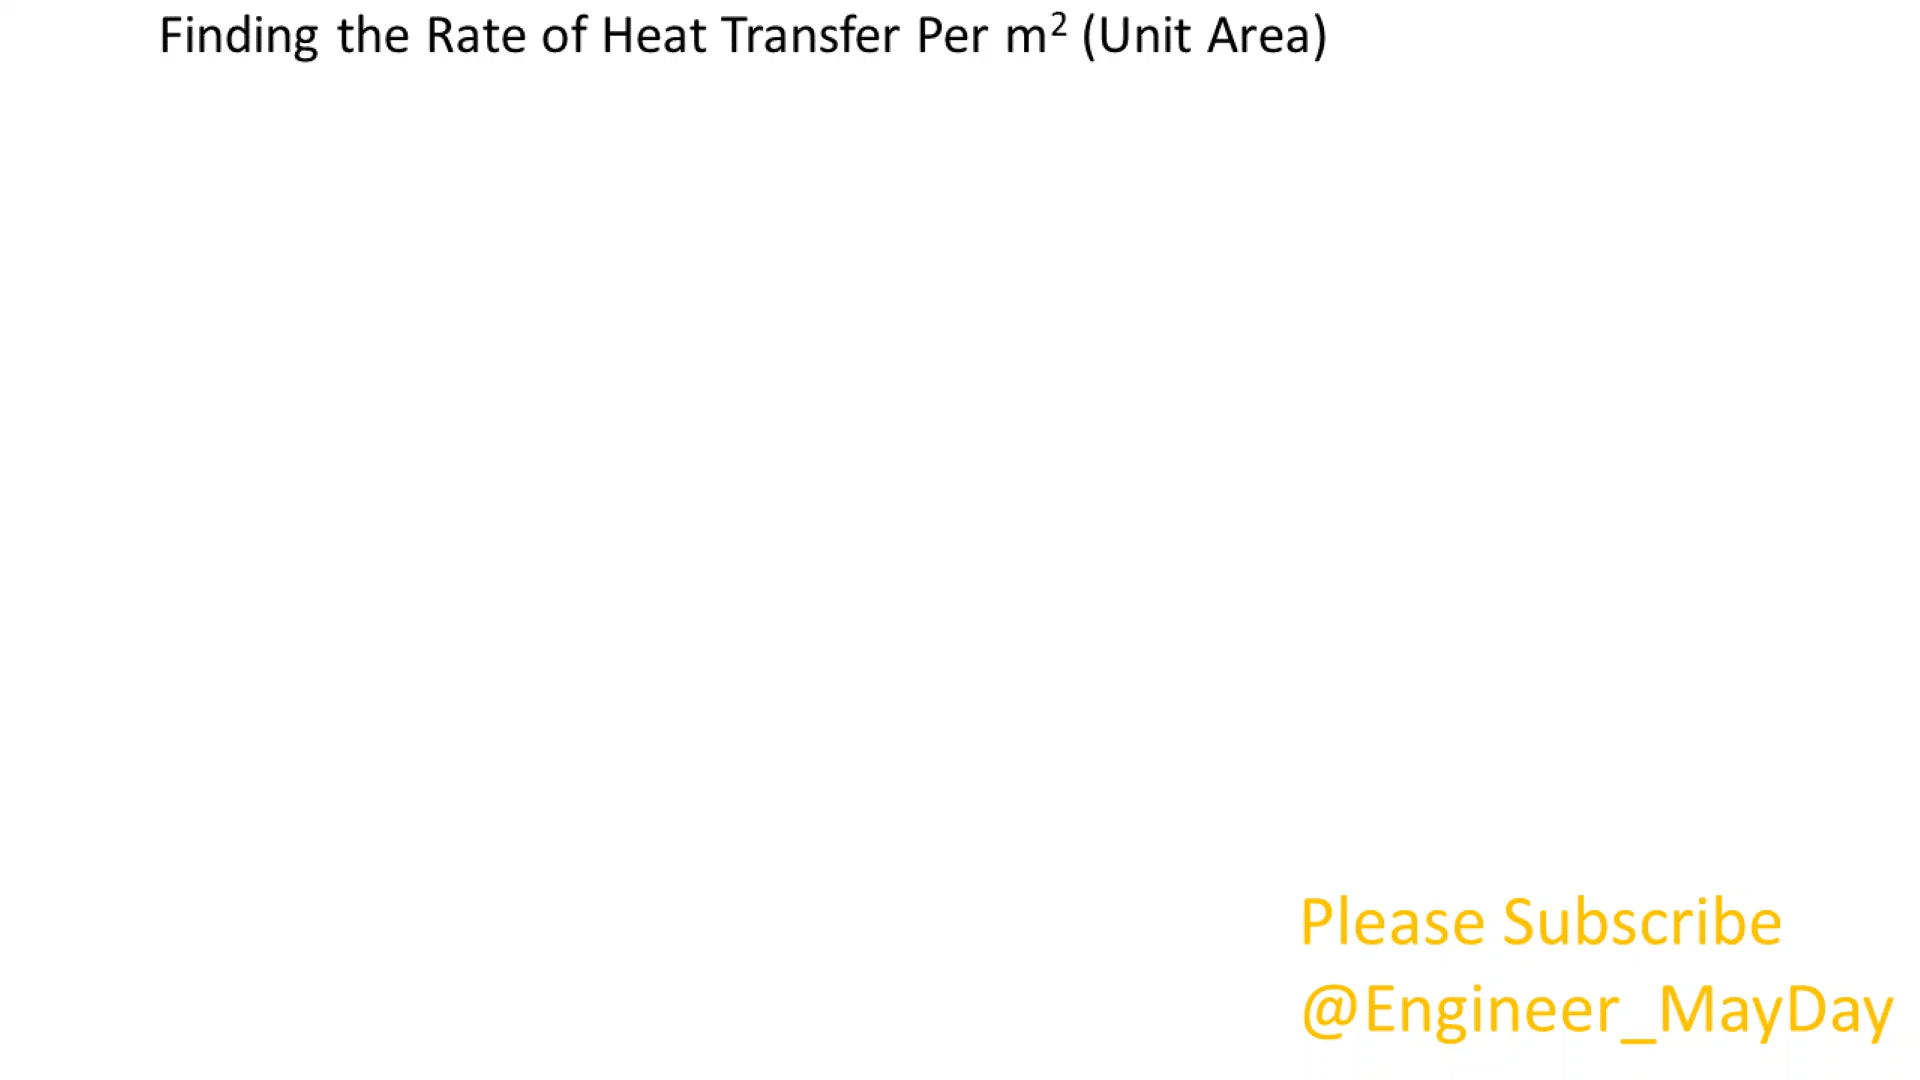 Finding the Rate of Heat Transfer Per m² (Unit Area)
Please Subscribe
@Engineer_MayDay